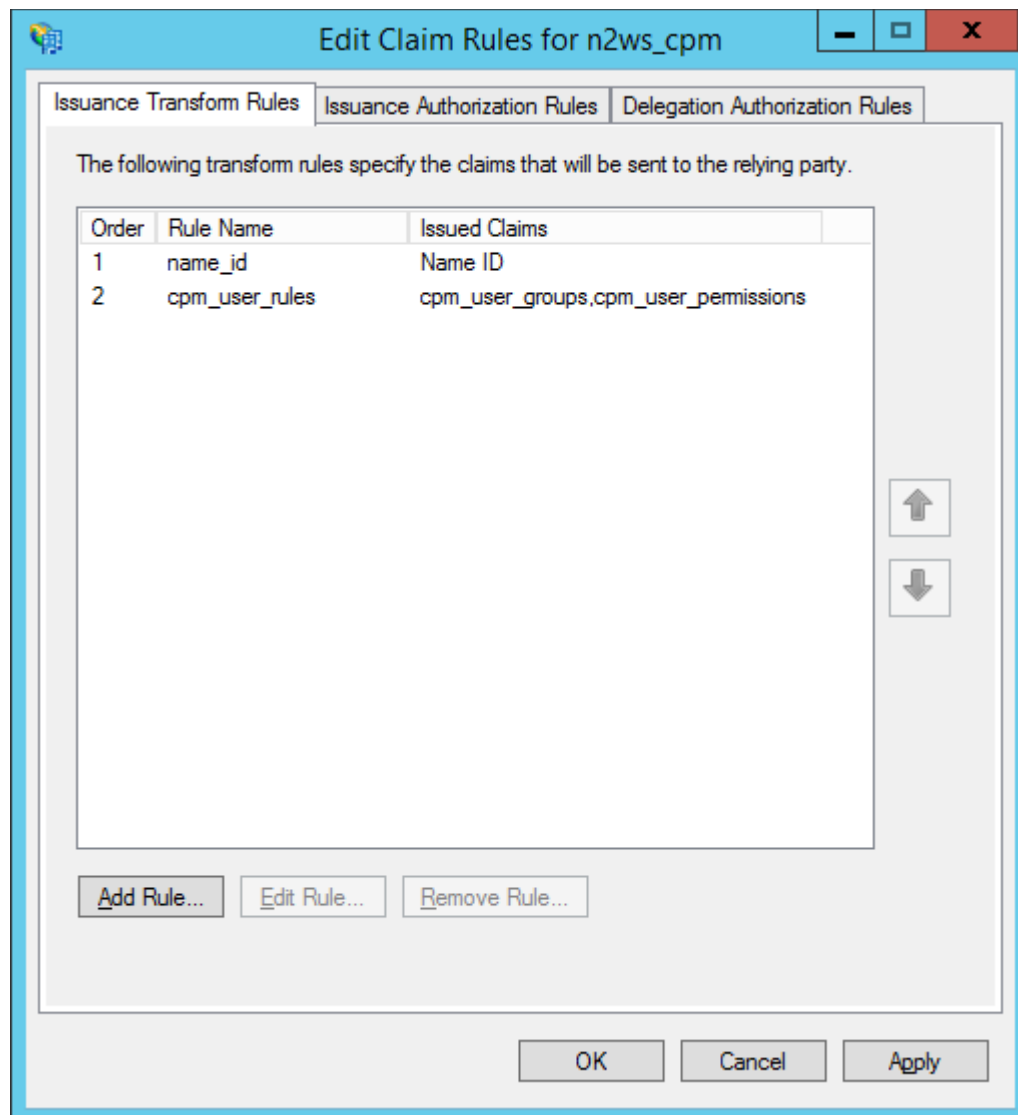 Edit Claim Rules for n2ws_cpm
Issuance Transform Rules Issuance Authorization Rules Delegation Authorization Rules
The following transform rules specify the claims that will be sent to the relying party.
Order Rule Name Issued Claims
1 name_id Name ID
2 cpm_user_rules cpm_user_groups,cpm_user_permissions
Add Rule... Edit Rule... Remove Rule...
OK Cancel Apply